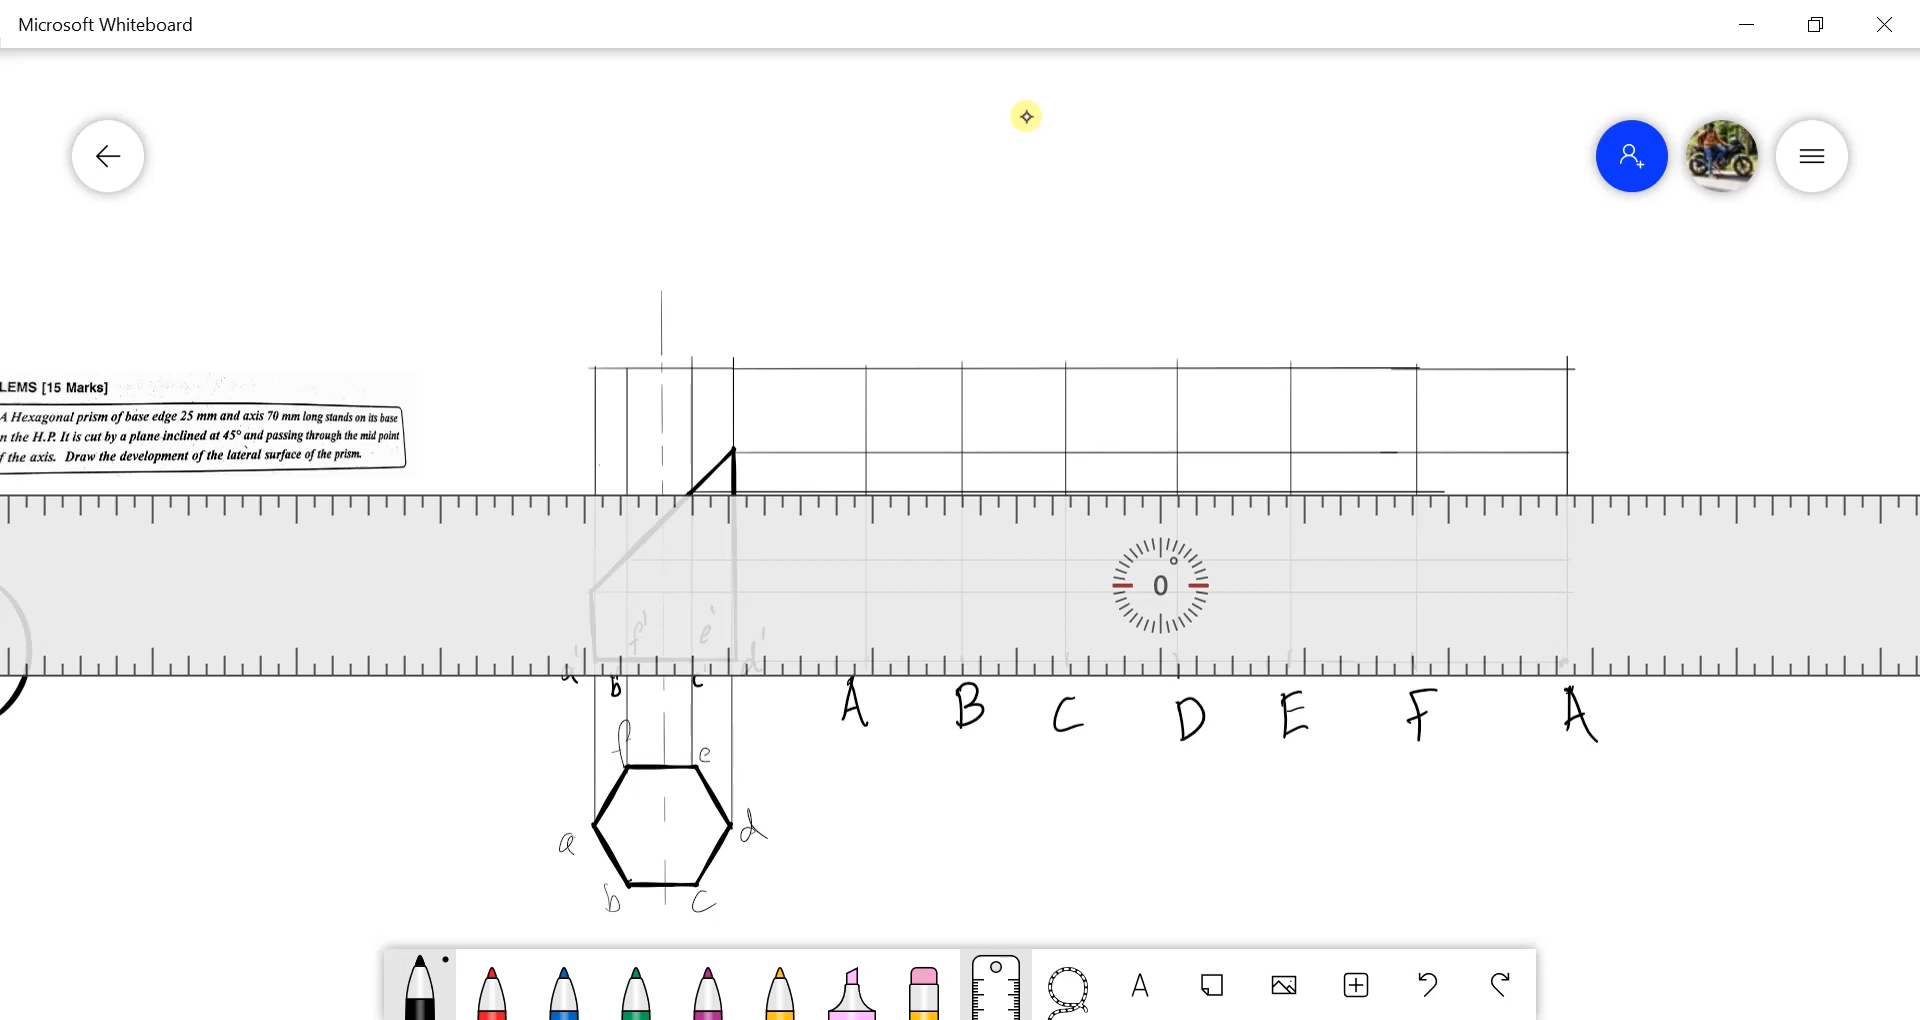 Microsoft Whiteboard
LEMS [15 Marks]
A Hexagonal prism of base edge 25 mm and axis 70 mm long stands on its base
n the H.P. It is cut by a plane inclined at 45° and passing through the mid point
f the axis. Draw the development of the lateral surface of the prism.
0°
f' e'
a' d'
b' c'
A B C D E F A
f e
a d
b c
A